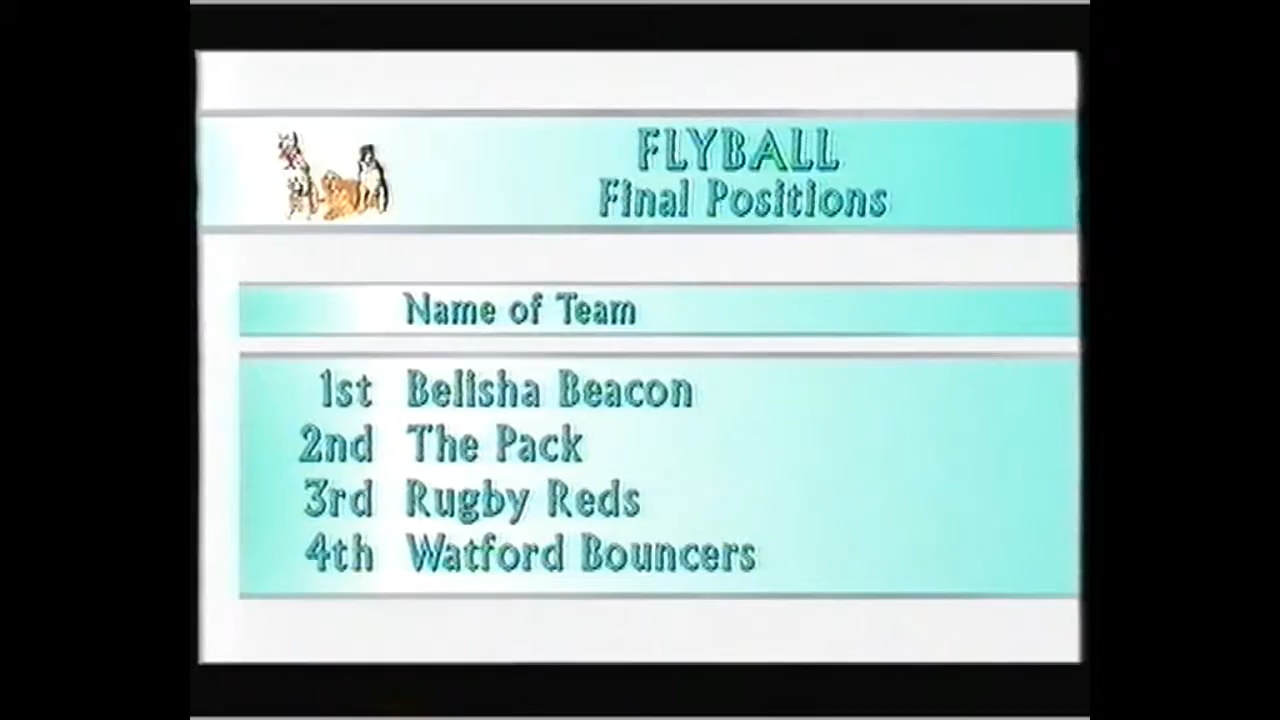 FLYBALL
Final Positions
Name of Team
1st Belisha Beacon
2nd The Pack
3rd Rugby Reds
4th Watford Bouncers